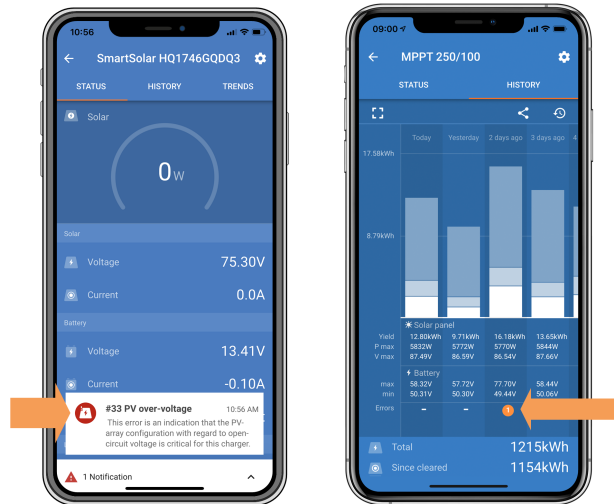 10:56
SmartSolar HQ1746GQDQ3
STATUS HISTORY TRENDS
Solar
0W
Solar
Voltage 75.30V
Current 0.0A
Battery
Voltage 13.41V
Current -0.10A
#33 PV over-voltage 10:56 AM
This error is an indication that the PV-
array configuration with regard to open-
circuit voltage is critical for this charger.
1 Notification
09:00
MPPT 250/100
STATUS HISTORY
Today Yesterday 2 days ago 3 days ago 4
17.58kWh
8.79kWh
Solar panel
Yield 12.80kWh 9.71kWh 16.18kWh 13.65kWh
P max 5832W 5772W 5770W 5844W
V max 87.49V 86.59V 86.54V 87.66V
Battery
max 58.32V 57.72V 77.70V 58.44V
min 50.31V 50.30V 49.44V 50.06V
Errors – – 1
Total 1215kWh
Since cleared 1154kWh